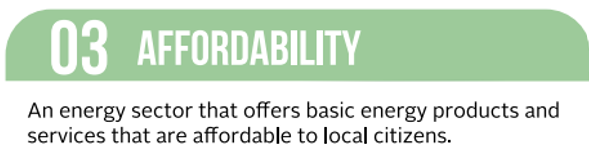 03 AFFORDABILITY
An energy sector that offers basic energy products and
services that are affordable to local citizens.